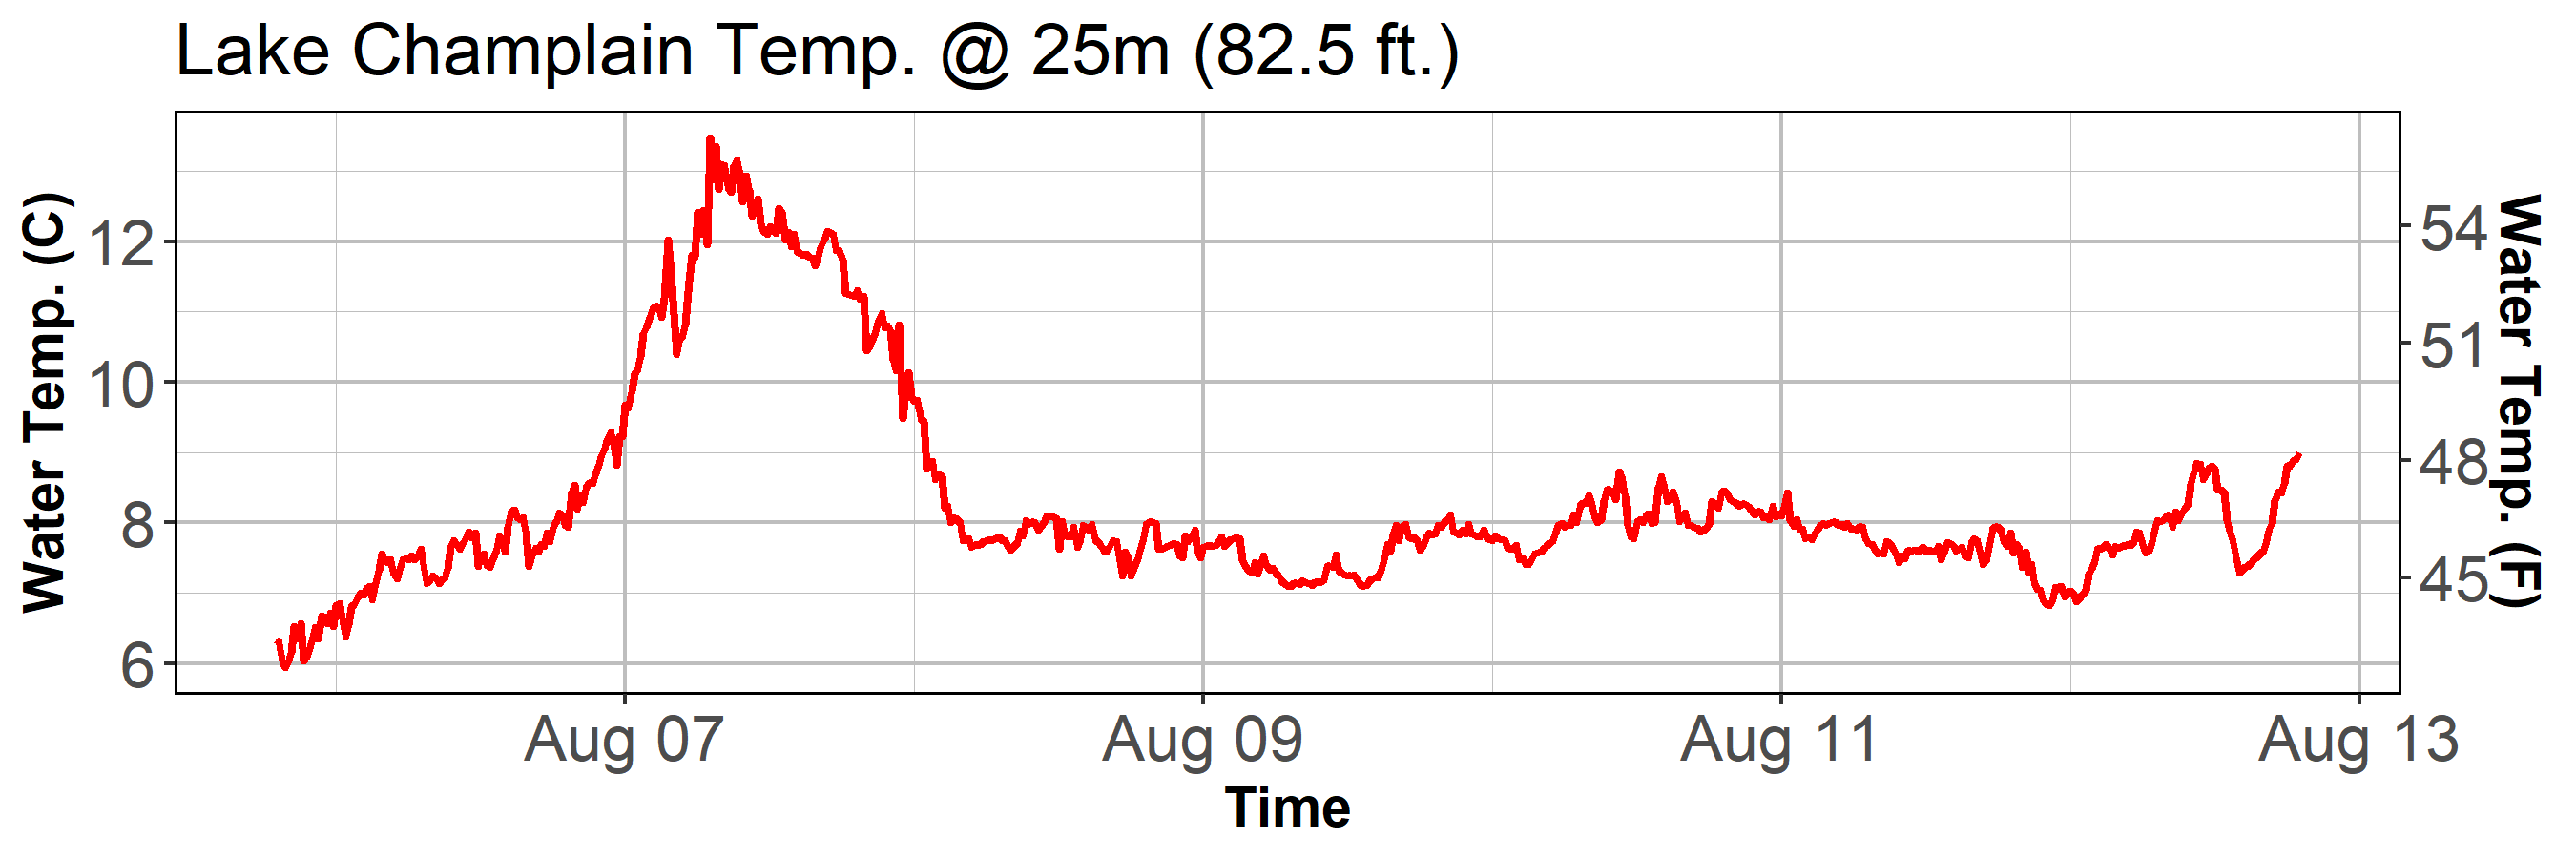 Lake Champlain Temp. @ 25m (82.5 ft.)
Water Temp. (C)
12
10
8
6
54
51
48
45
Water Temp. (F)
Aug 07
Aug 09
Aug 11
Aug 13
Time